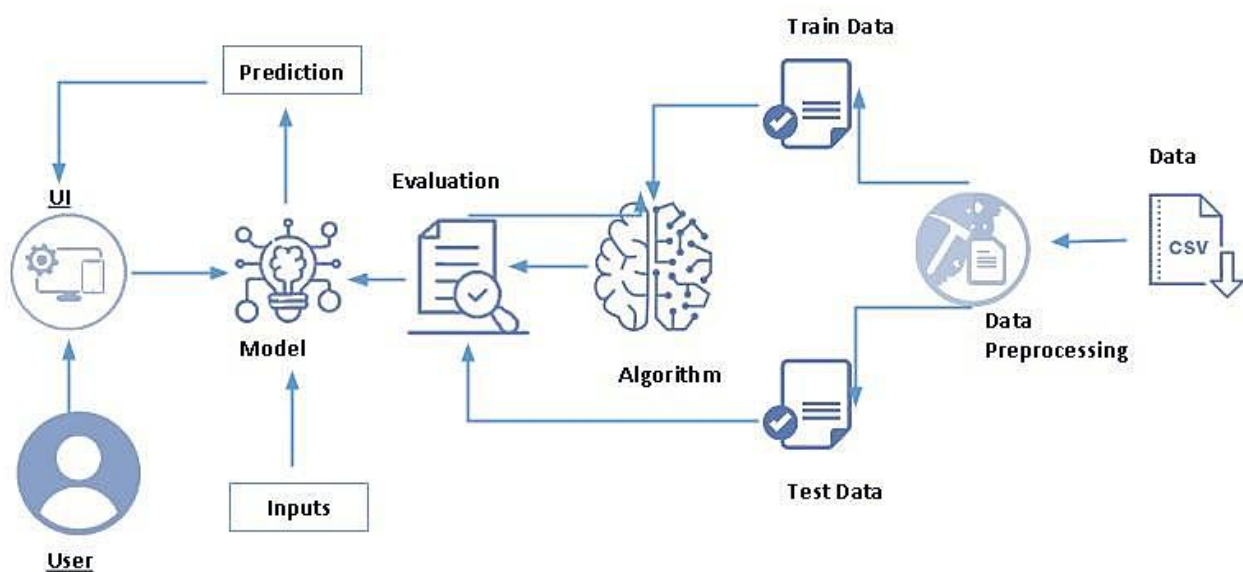 Train Data
Prediction
Data
Evaluation
UI
CSV
Model
Data
Preprocessing
Algorithm
Inputs
Test Data
User